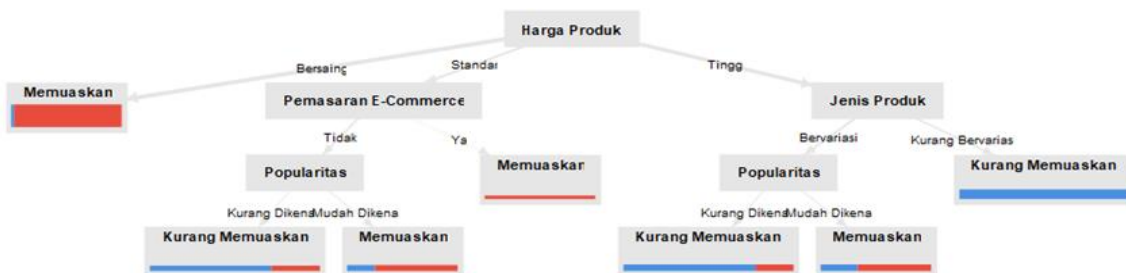 Harga Produk
Bersaing
Standar
Tingg
Memuaskan
Pemasaran E-Commerce
Jenis Produk
Tidak
Ya
Bervariasi
Kurang Bervarias
Popularitas
Memuaskan
Popularitas
Kurang Memuaskan
Kurang Dikena
Mudah Dikena
Kurang Dikena
Mudah Dikena
Kurang Memuaskan
Memuaskan
Kurang Memuaskan
Memuaskan